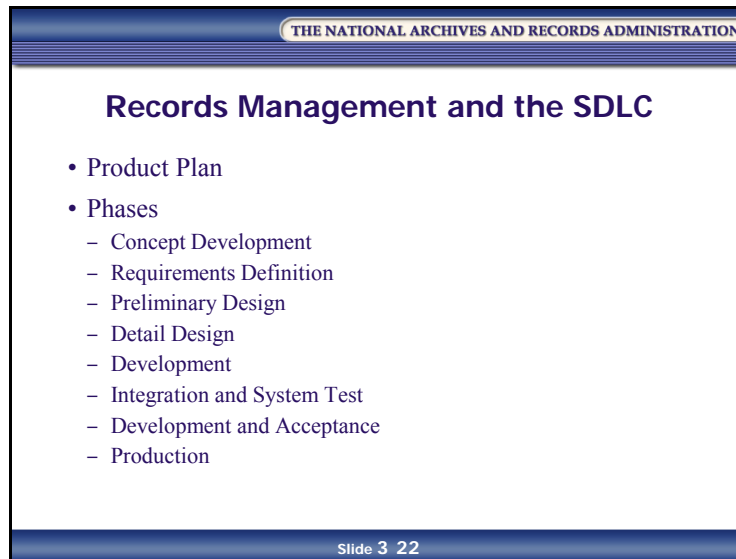 THE NATIONAL ARCHIVES AND RECORDS ADMINISTRATION
Records Management and the SDLC
• Product Plan
• Phases
– Concept Development
– Requirements Definition
– Preliminary Design
– Detail Design
– Development
– Integration and System Test
– Development and Acceptance
– Production
Slide 3 22